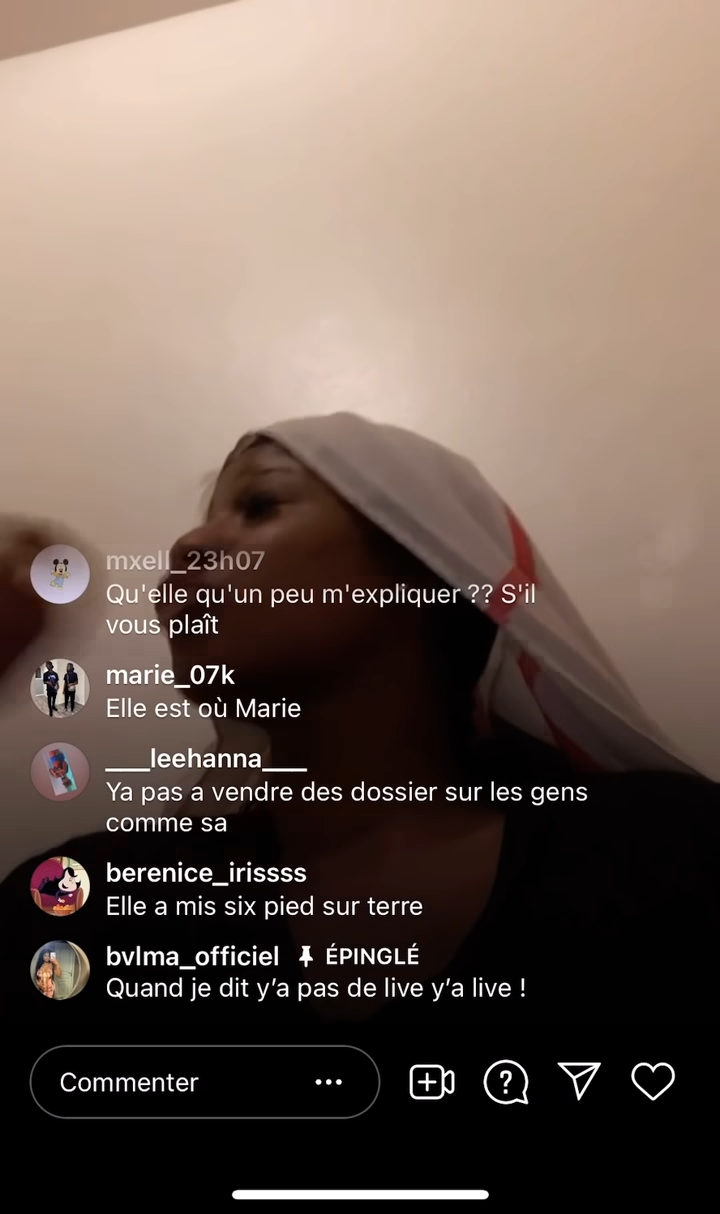 mxell_23h07
Qu'elle qu'un peu m'expliquer ?? S'il
vous plaît
marie_07k
Elle est où Marie
___leehanna___
Ya pas a vendre des dossier sur les gens
comme sa
berenice_irissss
Elle a mis six pied sur terre
bvlma_officiel ÉPINGLÉ
Quand je dit y’a pas de live y’a live !
Commenter